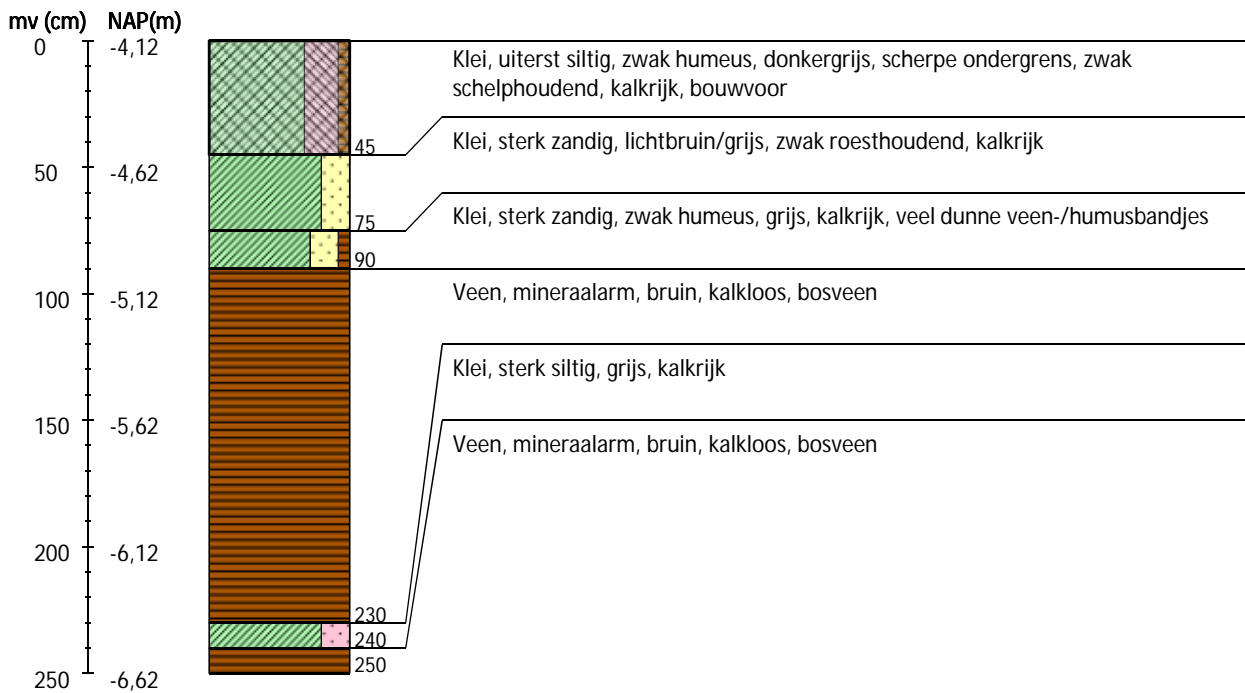 mv (cm) NAP(m)
0 -4,12
Klei, uiterst siltig, zwak humeus, donkergrijs, scherpe ondergrens, zwak
schelphoudend, kalkrijk, bouwvoor
45
Klei, sterk zandig, lichtbruin/grijs, zwak roesthoudend, kalkrijk
50 -4,62
75
Klei, sterk zandig, zwak humeus, grijs, kalkrijk, veel dunne veen-/humusbandjes
90
100 -5,12
Veen, mineraalarm, bruin, kalkloos, bosveen
Klei, sterk siltig, grijs, kalkrijk
150 -5,62
Veen, mineraalarm, bruin, kalkloos, bosveen
200 -6,12
230
240
250
250 -6,62